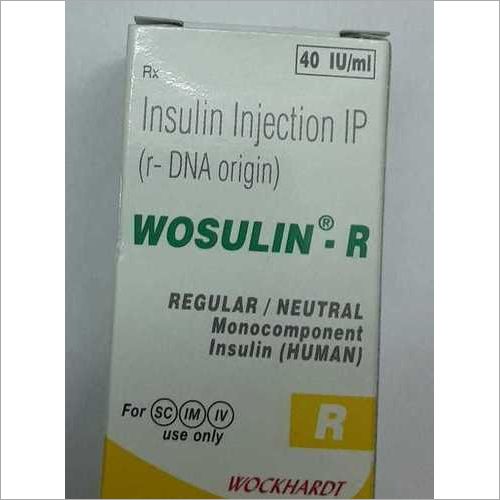 40 IU/ml
Rx
Insulin Injection IP
(r- DNA origin)
WOSULIN®- R
REGULAR / NEUTRAL
Monocomponent
Insulin (HUMAN)
For SC IM IV
use only
R
WOCKHARDT